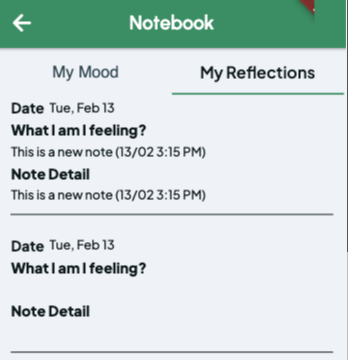 Notebook
My Mood
My Reflections
Date Tue, Feb 13
What I am I feeling?
This is a new note (13/02 3:15 PM)
Note Detail
This is a new note (13/02 3:15 PM)
Date Tue, Feb 13
What I am I feeling?
Note Detail